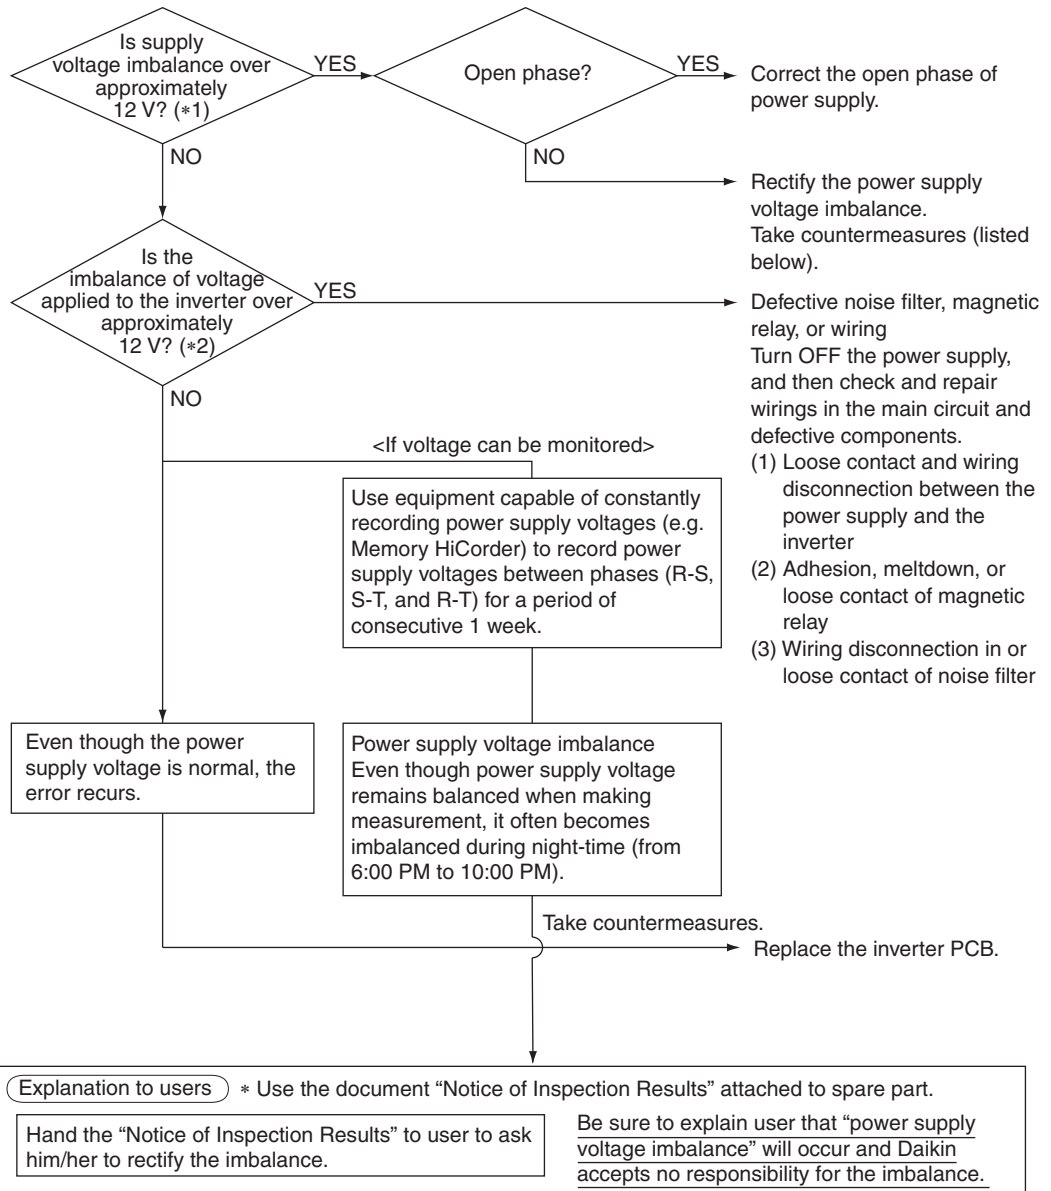 Is supply
voltage imbalance over
approximately
12 V? (*1)
YES
Open phase?
YES
Correct the open phase of
power supply.
NO
NO
Rectify the power supply
voltage imbalance.
Take countermeasures (listed
below).
Is the
imbalance of voltage
applied to the inverter over
approximately
12 V? (*2)
YES
Defective noise filter, magnetic
relay, or wiring
Turn OFF the power supply,
and then check and repair
wirings in the main circuit and
defective components.
(1) Loose contact and wiring
disconnection between the
power supply and the
inverter
(2) Adhesion, meltdown, or
loose contact of magnetic
relay
(3) Wiring disconnection in or
loose contact of noise filter
NO
<If voltage can be monitored>
Use equipment capable of constantly
recording power supply voltages (e.g.
Memory HiCorder) to record power
supply voltages between phases (R-S,
S-T, and R-T) for a period of
consecutive 1 week.
Even though the power
supply voltage is normal, the
error recurs.
Power supply voltage imbalance
Even though power supply voltage
remains balanced when making
measurement, it often becomes
imbalanced during night-time (from
6:00 PM to 10:00 PM).
Take countermeasures.
Replace the inverter PCB.
Explanation to users * Use the document “Notice of Inspection Results” attached to spare part.
Hand the “Notice of Inspection Results” to user to ask
him/her to rectify the imbalance.
Be sure to explain user that “power supply
voltage imbalance” will occur and Daikin
accepts no responsibility for the imbalance.